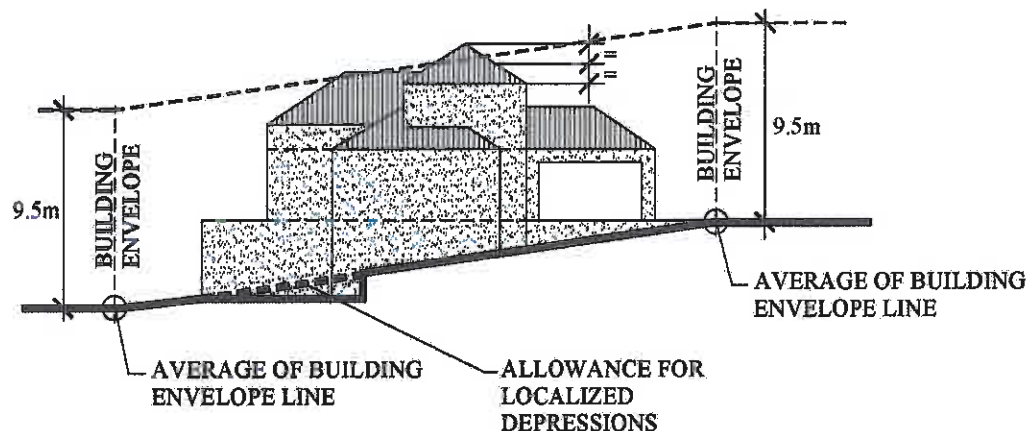 =
=
BUILDING
ENVELOPE
9.5m
BUILDING
ENVELOPE
9.5m
AVERAGE OF BUILDING
ENVELOPE LINE
AVERAGE OF BUILDING
ENVELOPE LINE
ALLOWANCE FOR
LOCALIZED
DEPRESSIONS